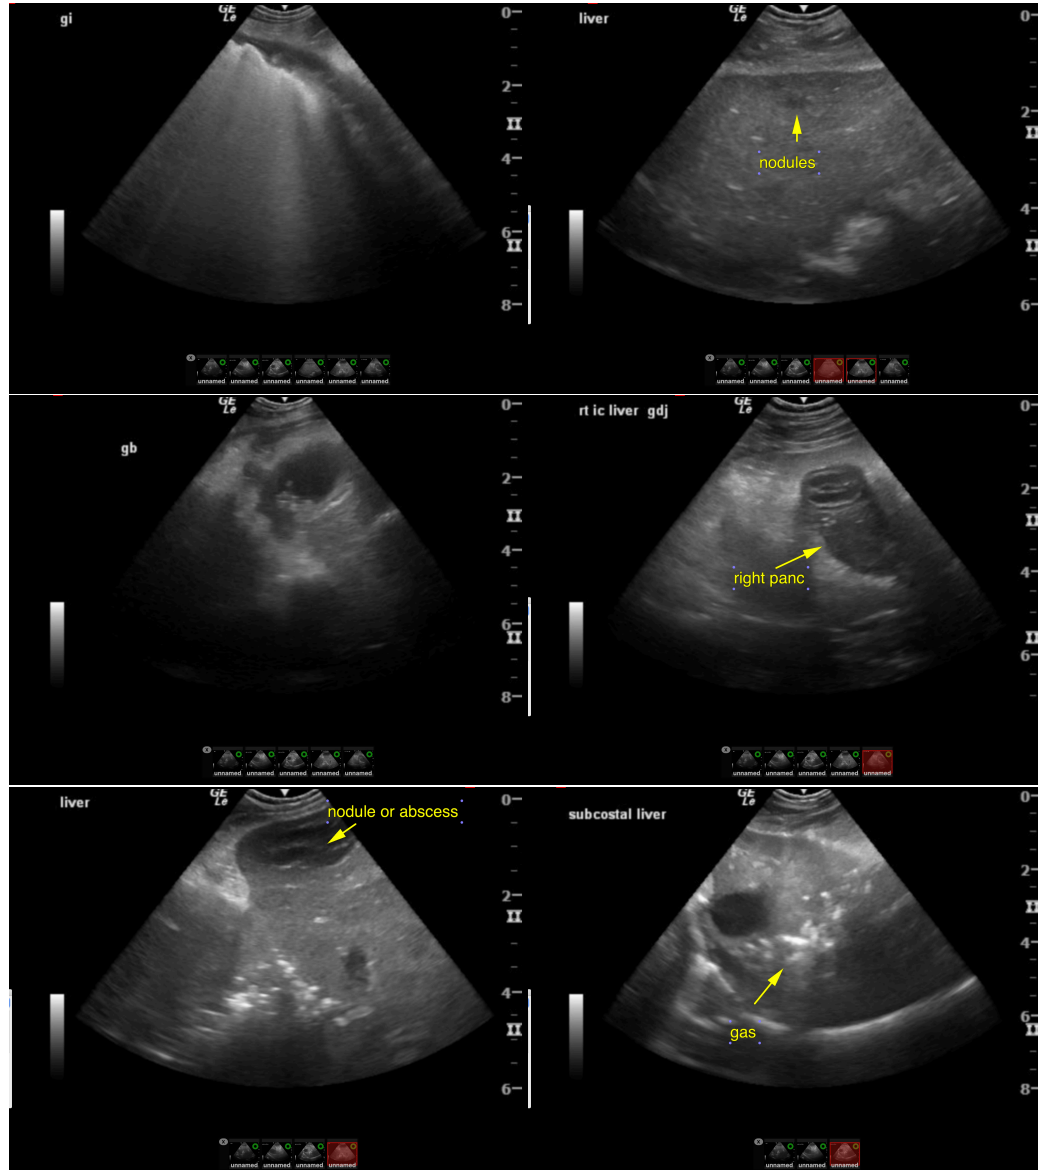 gi
GE
Le
0
2
4
6
8
x
unnamed unnamed unnamed unnamed unnamed unnamed
liver
GE
Le
0
2
4
6
x
unnamed unnamed unnamed unnamed unnamed unnamed
nodules
gb
GE
Le
0
2
4
6
8
x
unnamed unnamed unnamed unnamed unnamed
rt ic liver gdj
GE
Le
0
2
4
6
right panc
x
unnamed unnamed unnamed unnamed unnamed
liver
GE
Le
nodule or abscess
0
2
4
6
x
unnamed unnamed unnamed unnamed
subcostal liver
GE
Le
0
2
4
6
8
gas
x
unnamed unnamed unnamed